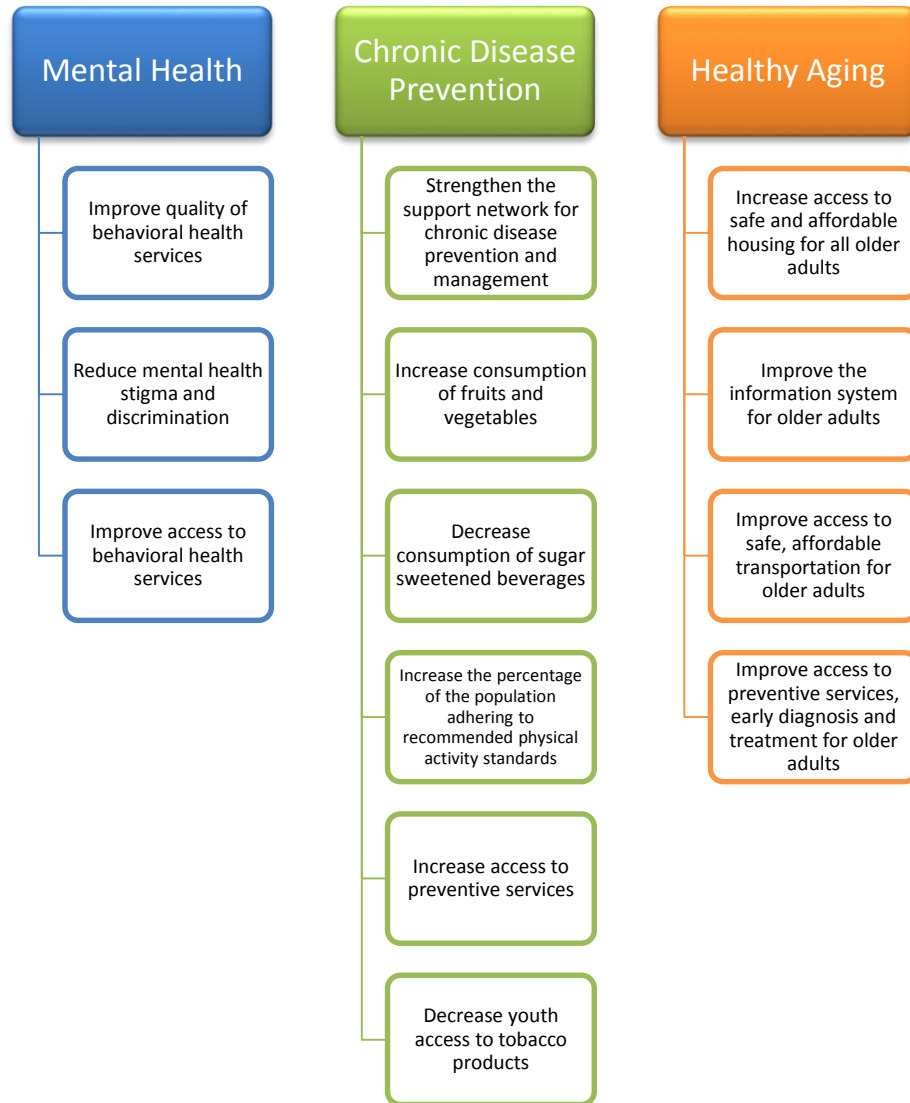 Mental Health
Improve quality of
behavioral health
services
Reduce mental health
stigma and
discrimination
Improve access to
behavioral health
services
Chronic Disease
Prevention
Strengthen the
support network for
chronic disease
prevention and
management
Increase consumption
of fruits and
vegetables
Decrease
consumption of sugar
sweetened beverages
Increase the percentage
of the population
adhering to
recommended physical
activity standards
Increase access to
preventive services
Decrease youth
access to tobacco
products
Healthy Aging
Increase access to
safe and affordable
housing for all older
adults
Improve the
information system
for older adults
Improve access to
safe, affordable
transportation for
older adults
Improve access to
preventive services,
early diagnosis and
treatment for older
adults